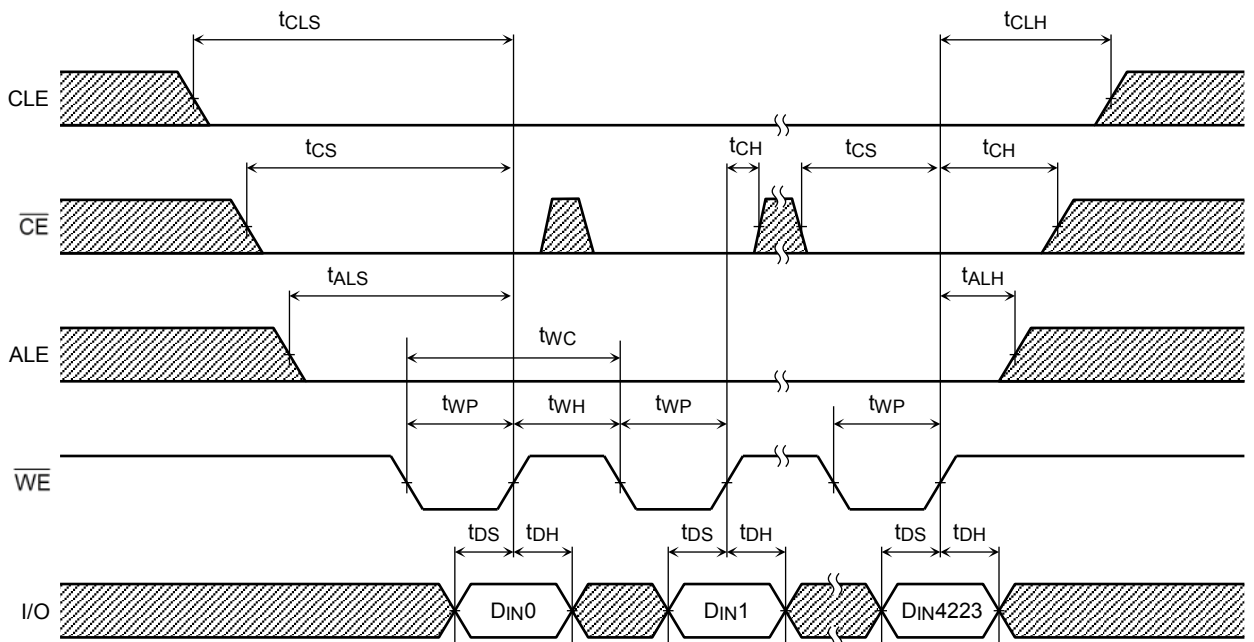 tCLS tCLH
CLE
tCS tCH tCS tCH
CE
tALS tALH
tWC
ALE
tWP tWH tWP tWP
WE
tDS tDH tDS tDH tDS tDH
I/O DIN0 DIN1 DIN4223